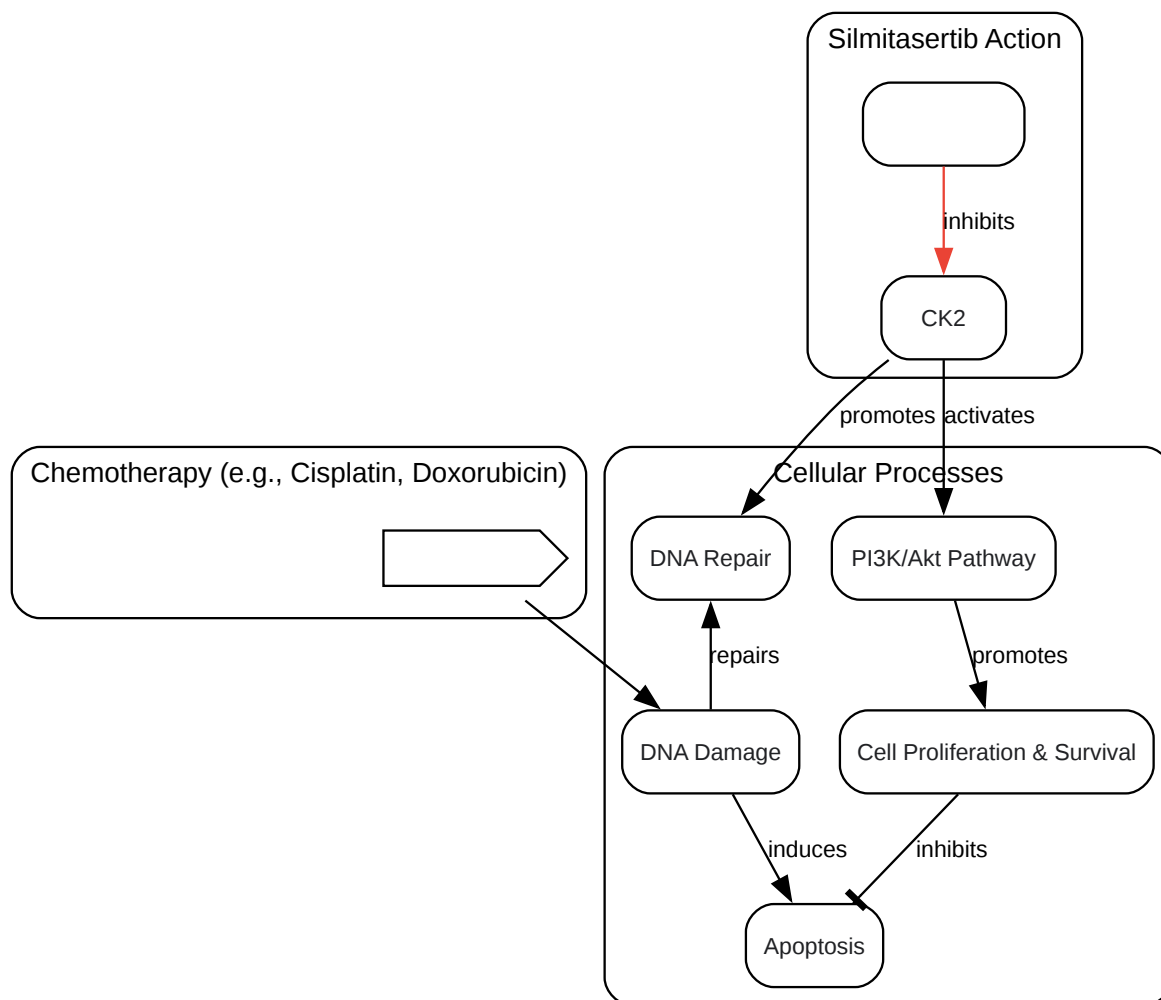 Silmitasertib Action
inhibits
CK2
promotes
activates
Chemotherapy (e.g., Cisplatin, Doxorubicin)
Cellular Processes
DNA Repair
PI3K/Akt Pathway
repairs
promotes
DNA Damage
Cell Proliferation & Survival
induces
inhibits
Apoptosis